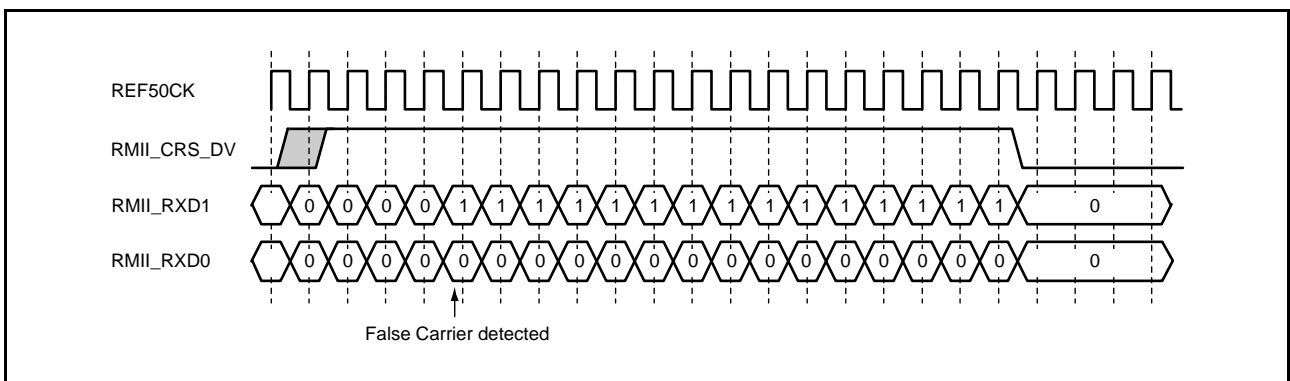 REF50CK
RMII_CRS_DV
RMII_RXD1 0 0 0 0 1 1 1 1 1 1 1 1 1 1 1 1 1 1 1 0
RMII_RXD0 0 0 0 0 0 0 0 0 0 0 0 0 0 0 0 0 0 0 0 0
False Carrier detected